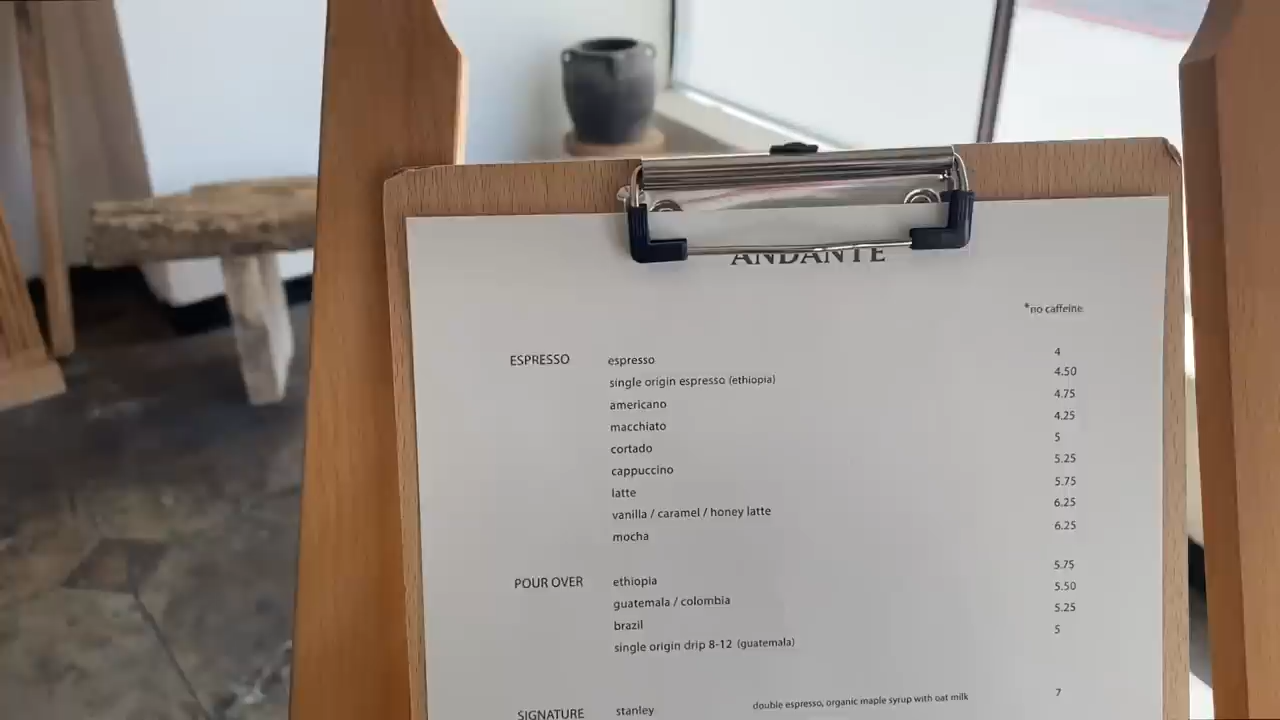 ANDANTE
*no caffeine
ESPRESSO espresso 4
single origin espresso (ethiopia) 4.50
americano 4.75
macchiato 4.25
cortado 5
cappuccino 5.25
latte 5.75
vanilla / caramel / honey latte 6.25
mocha 6.25
POUR OVER ethiopia 5.75
guatemala / colombia 5.50
brazil 5.25
single origin drip 8-12 (guatemala) 5
SIGNATURE stanley double espresso, organic maple syrup with oat milk 7